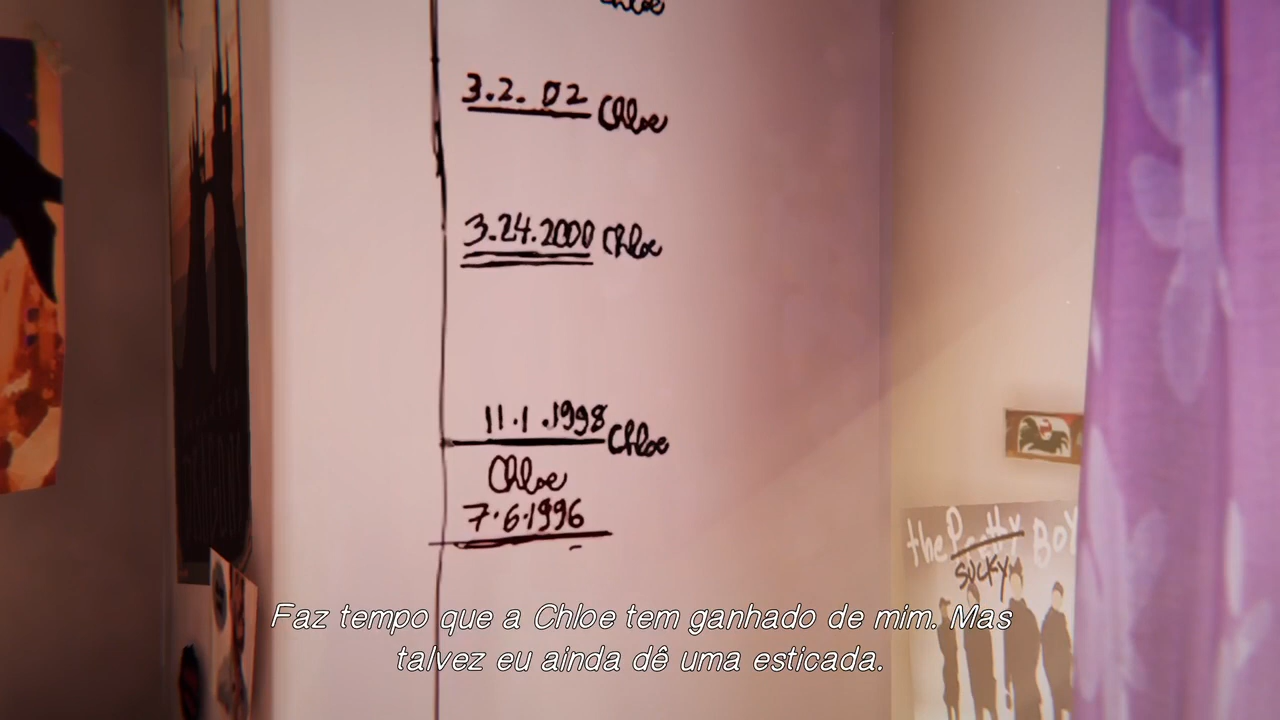 Chloe
3.2. 02 Chloe
3.24.2000 Chloe
11.1.1998 Chloe
Chloe
7.6.1996
the Pretty BOY
SUCKY
Faz tempo que a Chloe tem ganhado de mim. Mas
talvez eu ainda dê uma esticada.